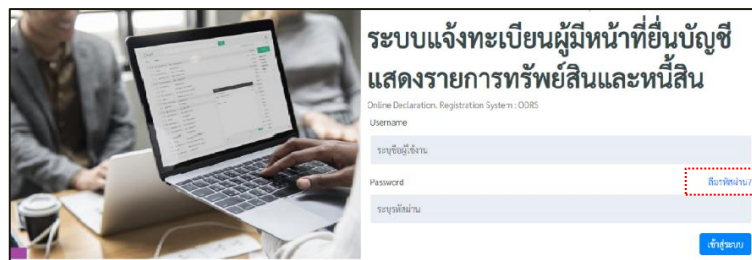 ระบบแจ้งทะเบียนผู้มีหน้าที่ยื่นบัญชี
แสดงรายการทรัพย์สินและหนี้สิน
Online Declaration, Registration System : ODRS
Username
ระบุชื่อผู้ใช้งาน
Password
ลืมรหัสผ่าน?
ระบุรหัสผ่าน
เข้าสู่ระบบ